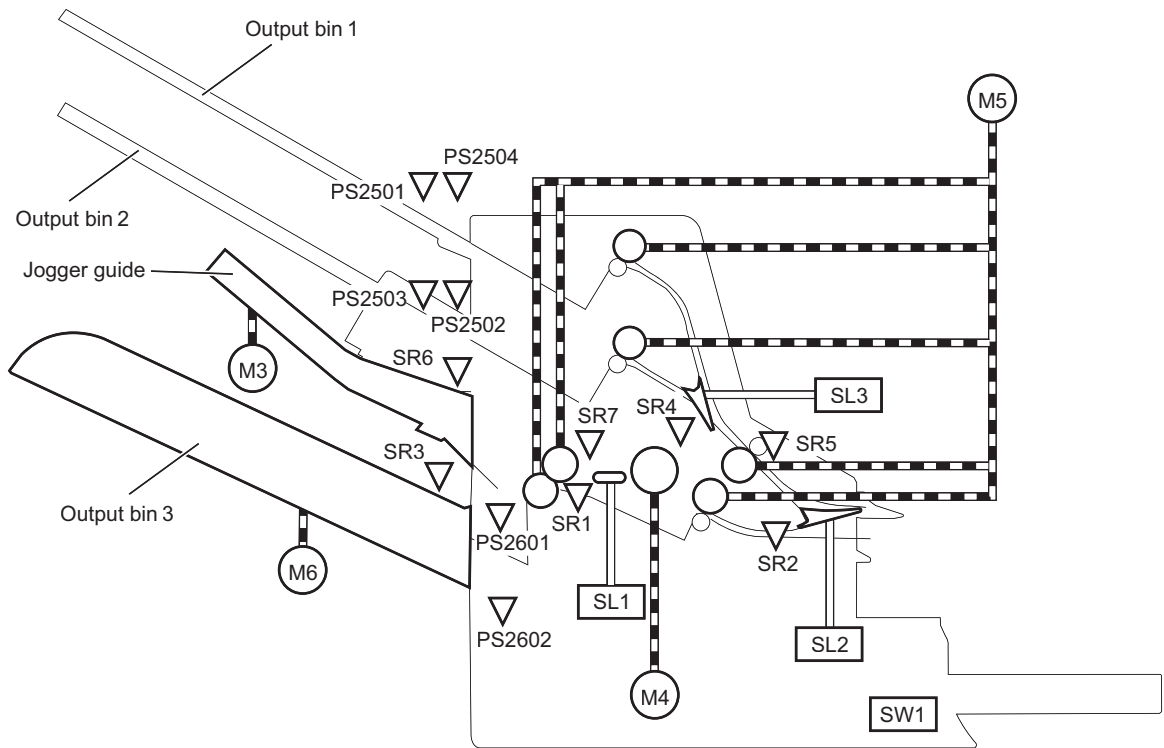 Output bin 1
M5
PS2504
PS2501
Output bin 2
Jogger guide
PS2503
PS2502
M3
SR6
SL3
SR7
SR4
SR5
SR3
Output bin 3
SR1
PS2601
SR2
M6
SL1
PS2602
SL2
M4
SW1